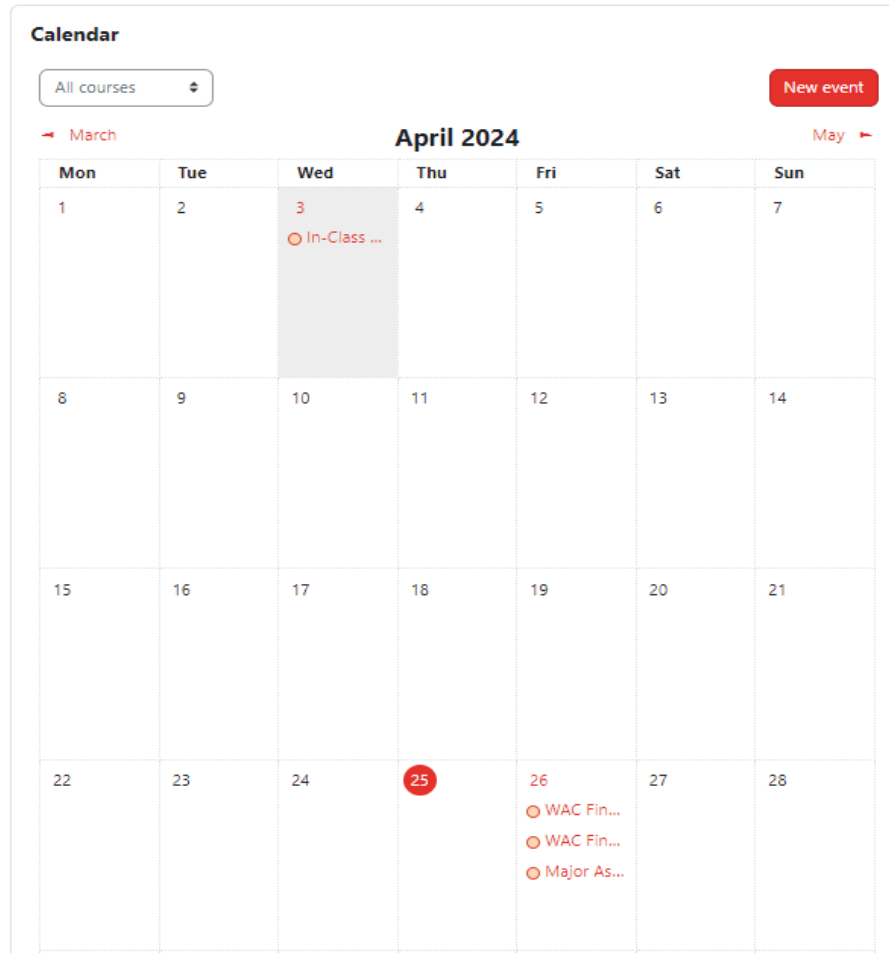 Calendar
All courses
New event
March
April 2024
May
Mon Tue Wed Thu Fri Sat Sun
1 2 3 4 5 6 7
In-Class ...
8 9 10 11 12 13 14
15 16 17 18 19 20 21
22 23 24 25 26 27 28
WAC Fin...
WAC Fin...
Major As...